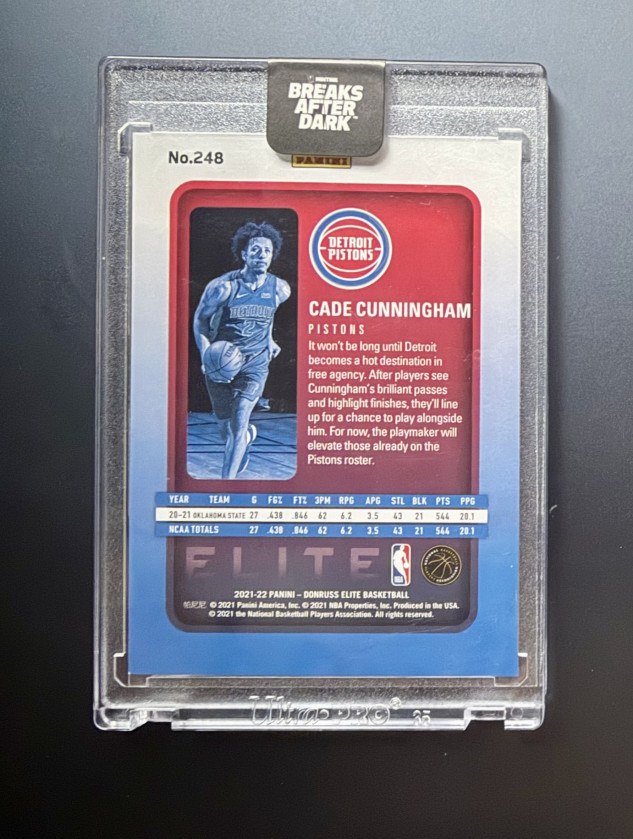 BREAKS
AFTER
DARK™
No.248
DETROIT
PISTONS
CADE CUNNINGHAM
PISTONS
It won't be long until Detroit
becomes a hot destination in
free agency. After players see
Cunningham's brilliant passes
and highlight finishes, they'll line
up for a chance to play alongside
him. For now, the playmaker will
elevate those already on the
Pistons roster.
DETROIT
2
YEAR TEAM G FG% FT% 3PM RPG APG STL BLK PTS PPG
20-21 OKLAHOMA STATE 27 .438 .846 62 6.2 3.5 43 21 544 20.1
NCAA TOTALS 27 .438 .846 62 6.2 3.5 43 21 544 20.1
ELITE
NBA
2021-22 PANINI – DONRUSS ELITE BASKETBALL
© 2021 Panini America, Inc. © 2021 NBA Properties, Inc. Produced in the USA.
© 2021 the National Basketball Players Association. All rights reserved.
Ultra·PRO® 35